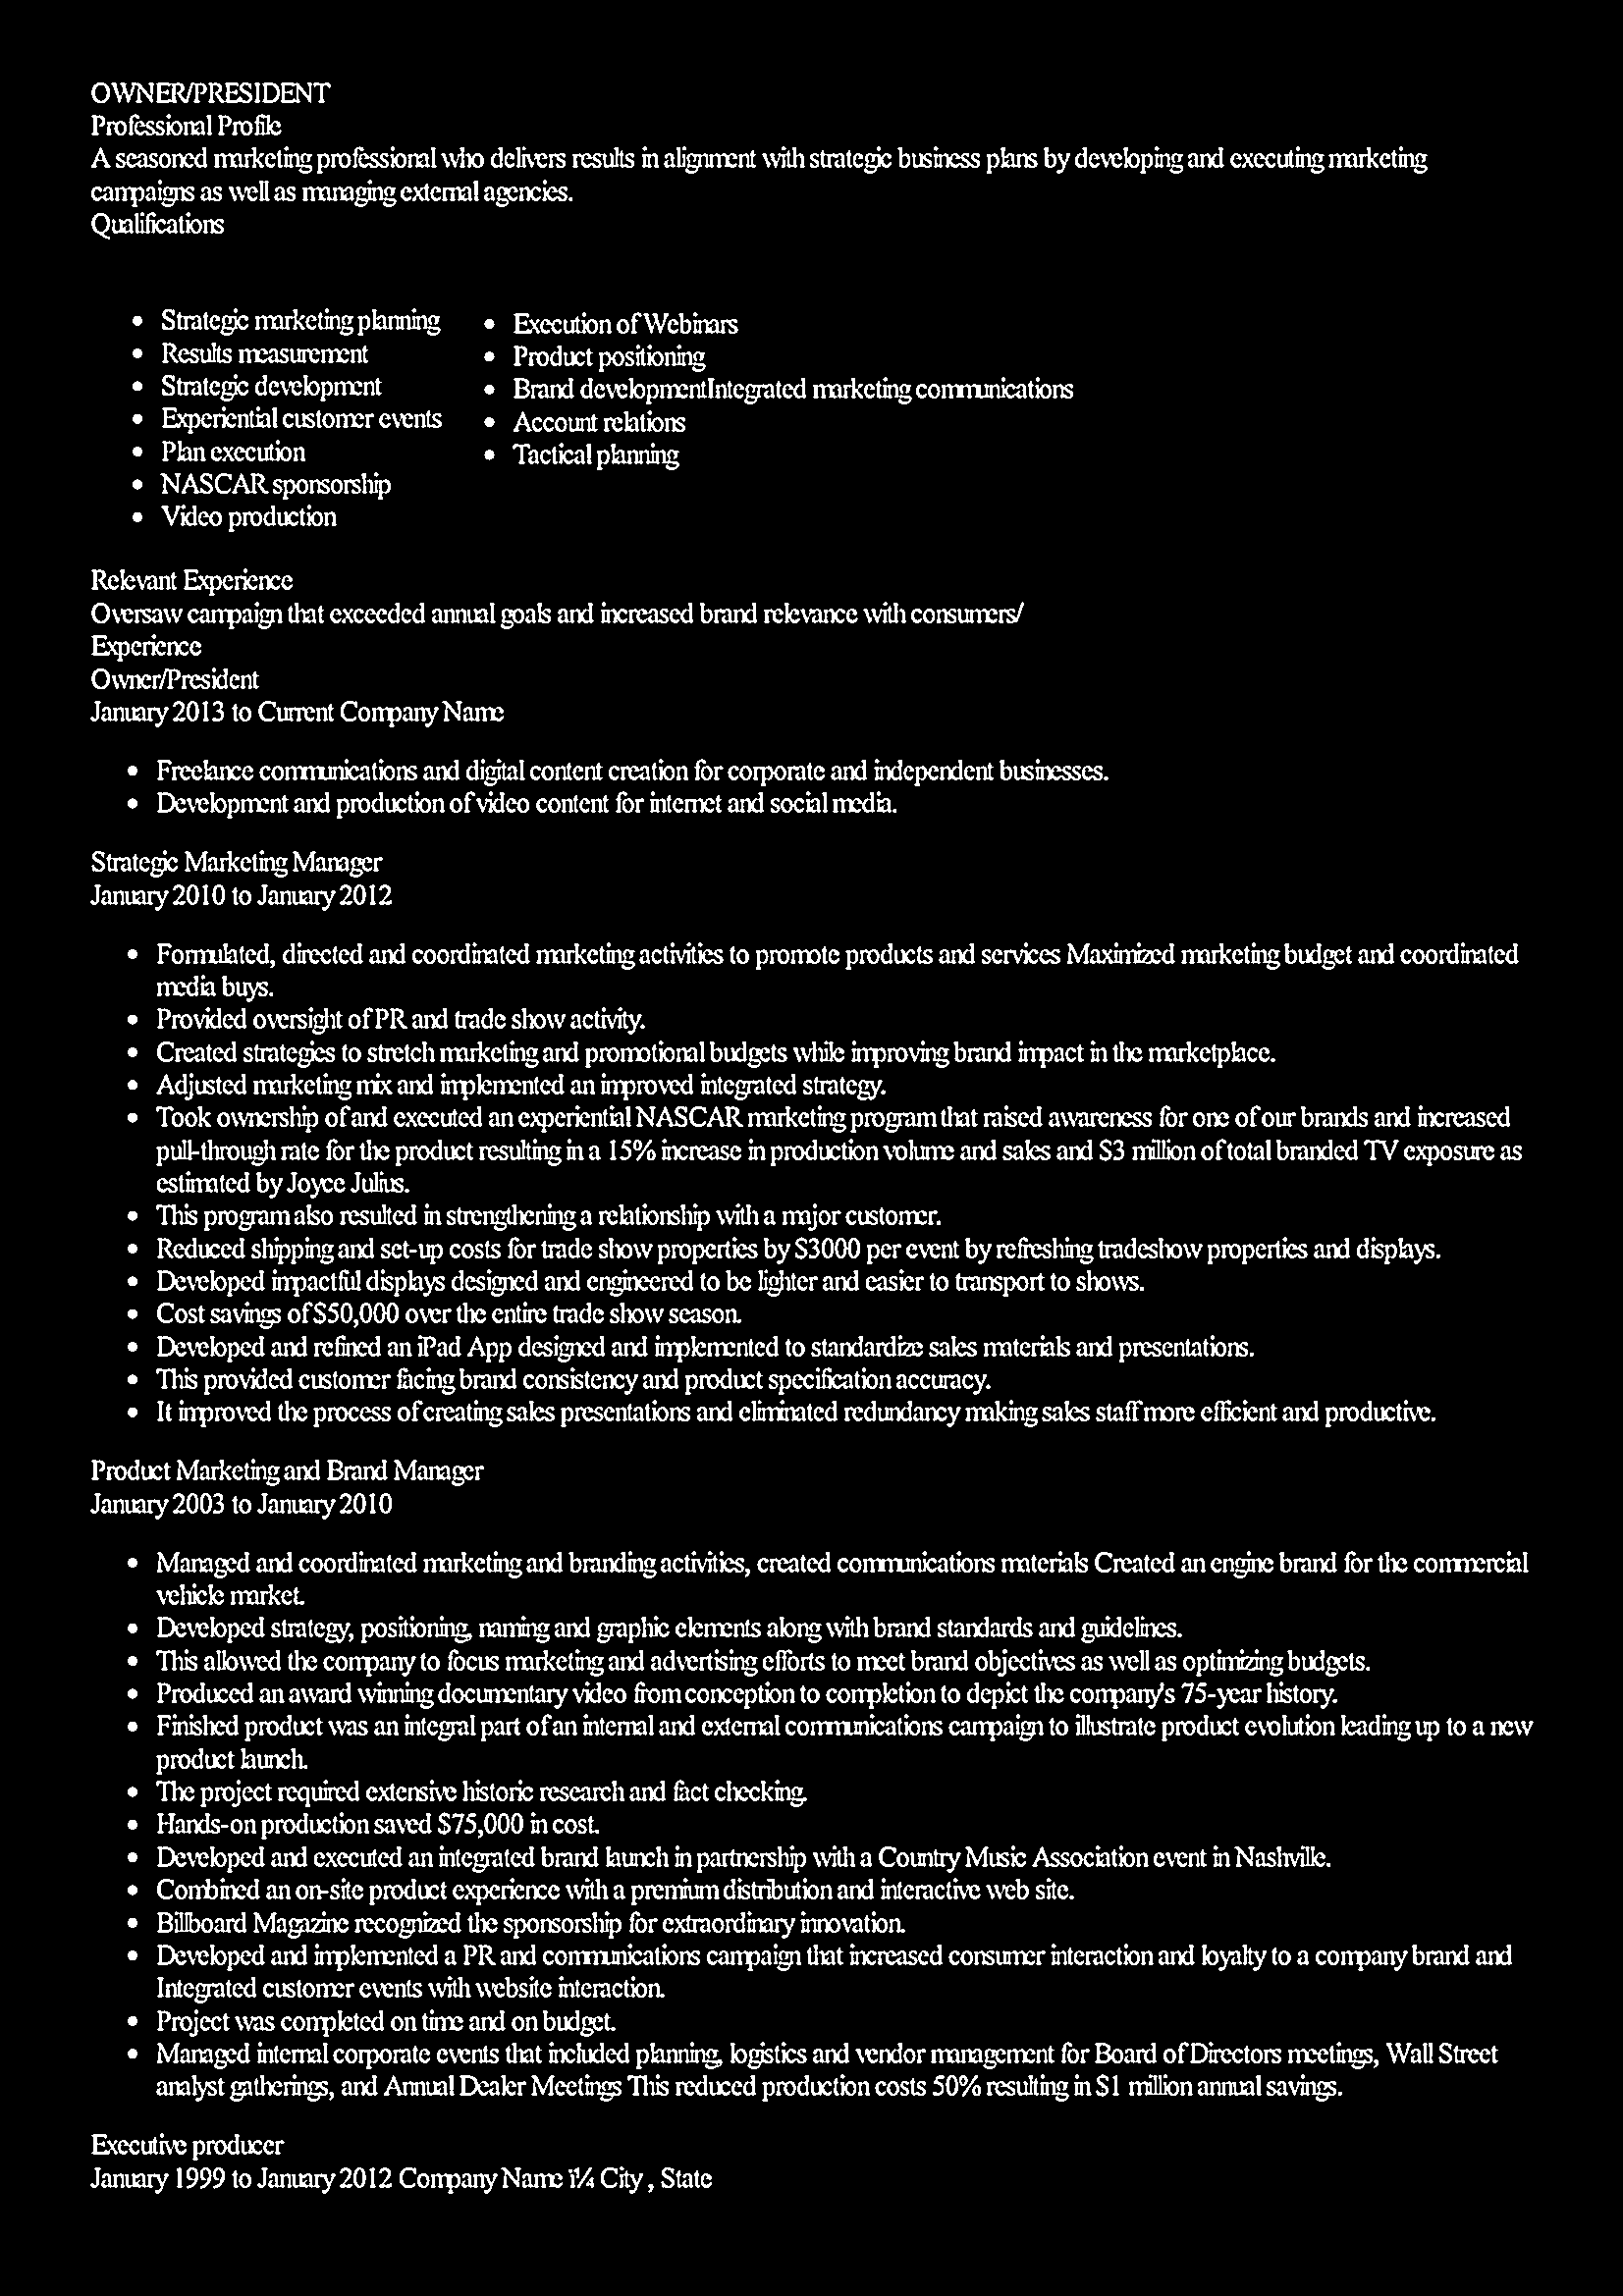 OWNER/PRESIDENT
Professional Profile
A seasoned marketing professional who delivers results in alignment with strategic business plans by developing and executing marketing
campaigns as well as managing external agencies.
Qualifications
• Strategic marketing planning
• Results measurement
• Strategic development
• Experiential customer events
• Plan execution
• NASCAR sponsorship
• Video production
• Execution of Webinars
• Product positioning
• Brand developmentIntegrated marketing communications
• Account relations
• Tactical planning
Relevant Experience
Oversaw campaign that exceeded annual goals and increased brand relevance with consumers/
Experience
Owner/President
January 2013 to Current Company Name
• Freelance communications and digital content creation for corporate and independent businesses.
• Development and production of video content for internet and social media.
Strategic Marketing Manager
January 2010 to January 2012
• Formulated, directed and coordinated marketing activities to promote products and services Maximized marketing budget and coordinated
media buys.
• Provided oversight of PR and trade show activity.
• Created strategies to stretch marketing and promotional budgets while improving brand impact in the marketplace.
• Adjusted marketing mix and implemented an improved integrated strategy.
• Took ownership of and executed an experiential NASCAR marketing program that raised awareness for one of our brands and increased
pull-through rate for the product resulting in a 15% increase in production volume and sales and $3 million of total branded TV exposure as
estimated by Joyce Julius.
• This program also resulted in strengthening a relationship with a major customer.
• Reduced shipping and set-up costs for trade show properties by $3000 per event by refreshing tradeshow properties and displays.
• Developed impactful displays designed and engineered to be lighter and easier to transport to shows.
• Cost savings of $50,000 over the entire trade show season.
• Developed and refined an iPad App designed and implemented to standardize sales materials and presentations.
• This provided customer facing brand consistency and product specification accuracy.
• It improved the process of creating sales presentations and eliminated redundancy making sales staff more efficient and productive.
Product Marketing and Brand Manager
January 2003 to January 2010
• Managed and coordinated marketing and branding activities, created communications materials Created an engine brand for the commercial
vehicle market.
• Developed strategy, positioning, naming and graphic elements along with brand standards and guidelines.
• This allowed the company to focus marketing and advertising efforts to meet brand objectives as well as optimizing budgets.
• Produced an award winning documentary video from conception to completion to depict the company's 75-year history.
• Finished product was an integral part of an internal and external communications campaign to illustrate product evolution leading up to a new
product launch.
• The project required extensive historic research and fact checking.
• Hands-on production saved $75,000 in cost.
• Developed and executed an integrated brand launch in partnership with a Country Music Association event in Nashville.
• Combined an on-site product experience with a premium distribution and interactive web site.
• Billboard Magazine recognized the sponsorship for extraordinary innovation.
• Developed and implemented a PR and communications campaign that increased consumer interaction and loyalty to a company brand and
Integrated customer events with website interaction.
• Project was completed on time and on budget.
• Managed internal corporate events that included planning, logistics and vendor management for Board of Directors meetings, Wall Street
analyst gatherings, and Annual Dealer Meetings This reduced production costs 50% resulting in $1 million annual savings.
Executive producer
January 1999 to January 2012 Company Name ï¼ City , State